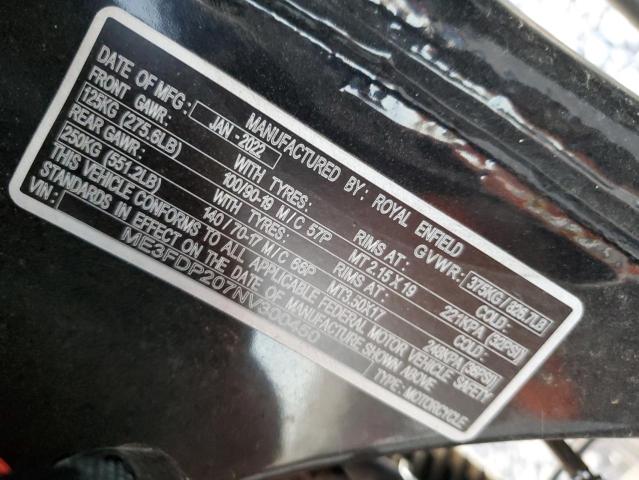 MANUFACTURED BY: ROYAL ENFIELD
DATE OF MFG: JAN - 2022 GVWR: 375KG / 826.7LB
FRONT GAWR: WITH TYRES: RIMS AT: COLD:
125KG (275.6LB) 100/90-19 M/C 57P MT 2.15 X 19 221KPA (32PSI)
REAR GAWR: WITH TYRES: RIMS AT: COLD:
250KG (551.2LB) 140/70-17 M/C 66P MT3.50X17 248KPA (36PSI)
THIS VEHICLE CONFORMS TO ALL APPLICABLE FEDERAL MOTOR VEHICLE SAFETY
STANDARDS IN EFFECT ON THE DATE OF MANUFACTURE SHOWN ABOVE
VIN: ME3FDP207NV300450 TYPE: MOTORCYCLE